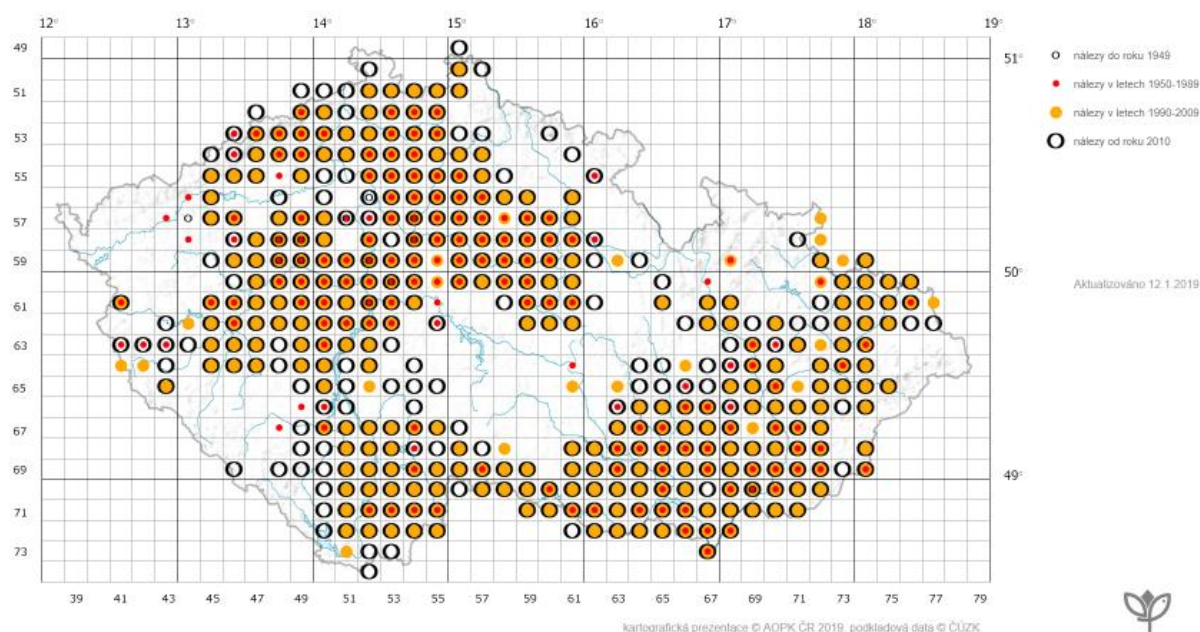 12° 13° 14° 15° 16° 17° 18° 19°
49
51°
51
53
55
57
59
50°
61
63
65
67
69
49°
71
73
39 41 43 45 47 49 51 53 55 57 59 61 63 65 67 69 71 73 75 77 79
nálezy do roku 1949
nálezy v letech 1950-1989
nálezy v letech 1990-2009
nálezy od roku 2010
Aktualizováno 12.1.2019
kartografická prezentace © AOPK ČR 2019, podkladová data © ČÚZK